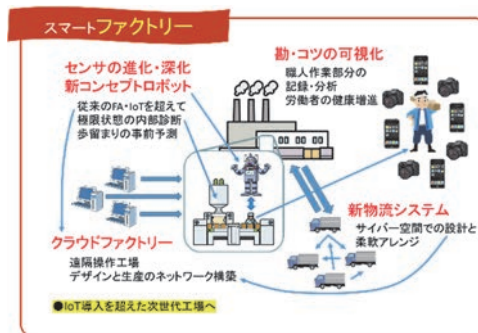 スマートファクトリー
センサの進化・深化
新コンセプトロボット
従来のFA・IoTを超えて
極限状態の内部診断
歩留まりの事前予測
勘・コツの可視化
職人作業部分の
記録・分析
労働者の健康増進
新物流システム
サイバー空間での設計と
柔軟アレンジ
クラウドファクトリー
遠隔操作工場
デザインと生産のネットワーク構築
●IoT導入を超えた次世代工場へ